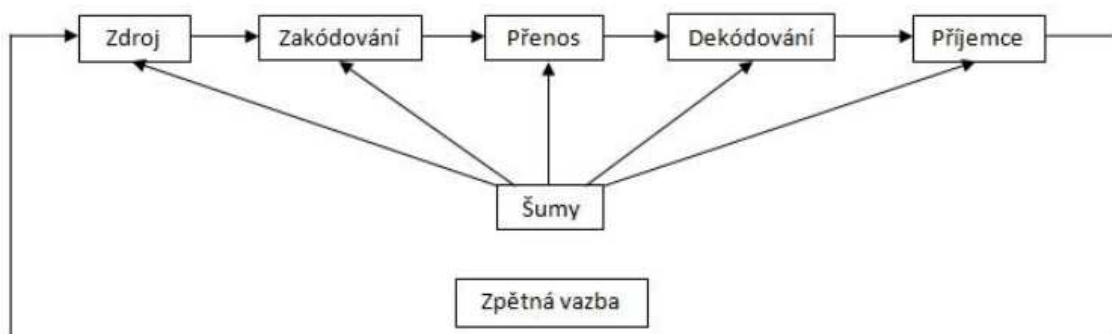 Zdroj
Zakódování
Přenos
Dekódování
Příjemce
Šumy
Zpětná vazba